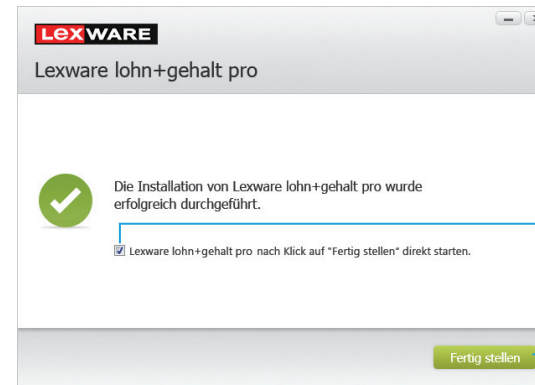 LEXWARE
Lexware lohn+gehalt pro
Die Installation von Lexware lohn+gehalt pro wurde
erfolgreich durchgeführt.
Lexware lohn+gehalt pro nach Klick auf "Fertig stellen" direkt starten.
Fertig stellen